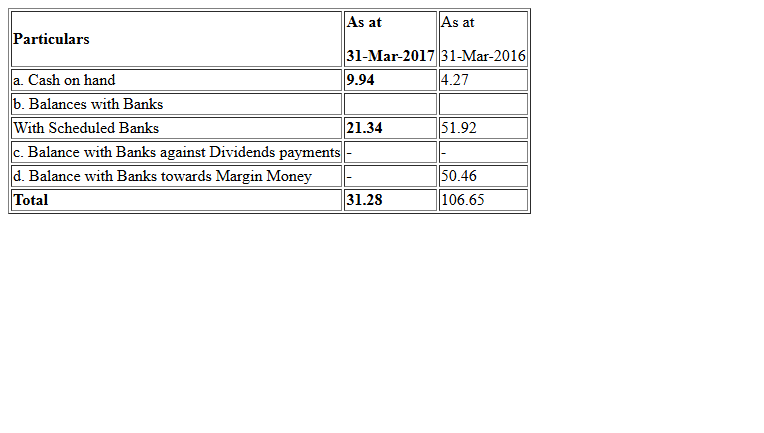 Particulars As at As at
31-Mar-2017 31-Mar-2016
a. Cash on hand 9.94 4.27
b. Balances with Banks
With Scheduled Banks 21.34 51.92
c. Balance with Banks against Dividends payments - -
d. Balance with Banks towards Margin Money - 50.46
Total 31.28 106.65